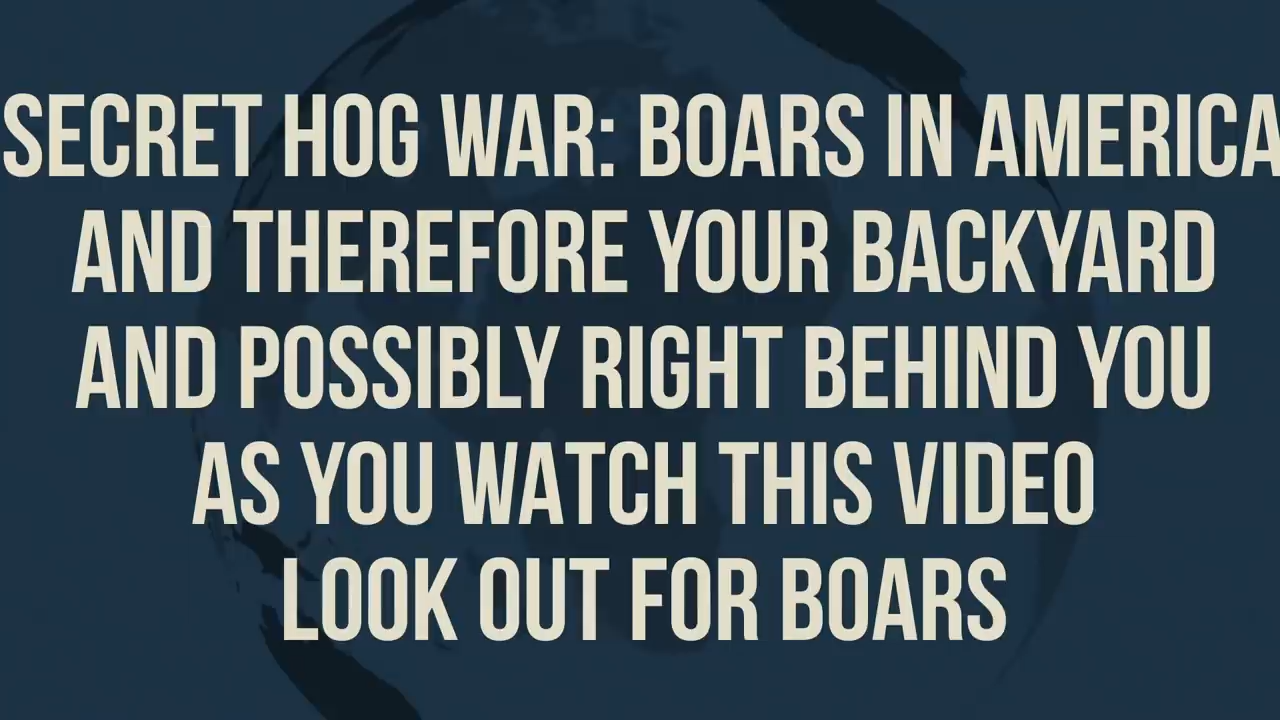 SECRET HOG WAR: BOARS IN AMERICA
AND THEREFORE YOUR BACKYARD
AND POSSIBLY RIGHT BEHIND YOU
AS YOU WATCH THIS VIDEO
LOOK OUT FOR BOARS